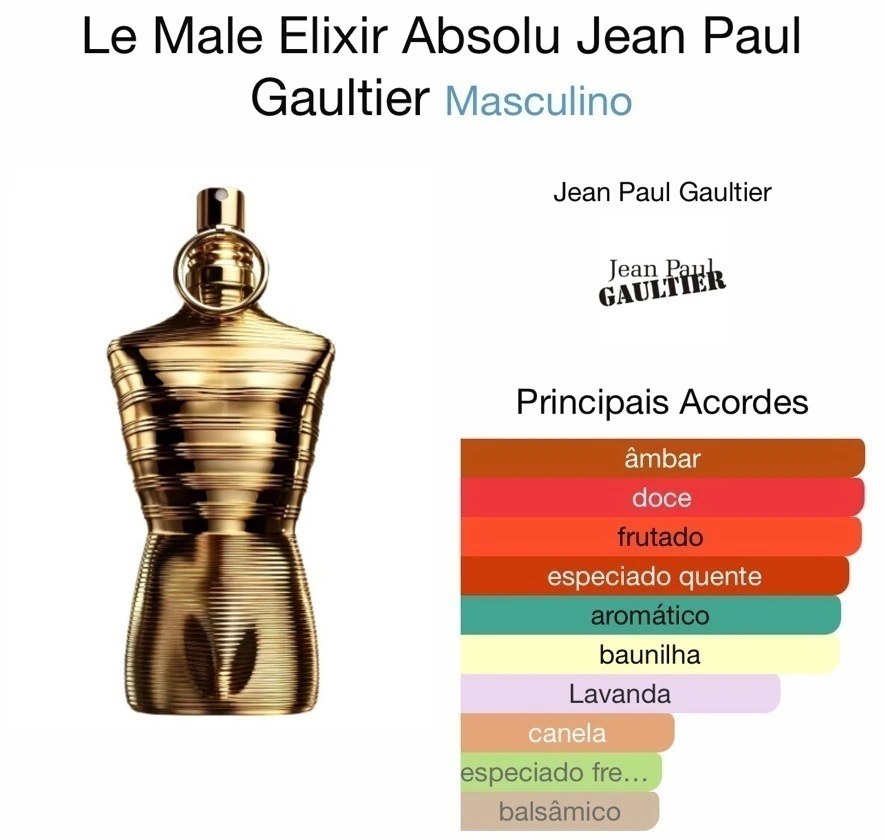 Le Male Elixir Absolu Jean Paul
Gaultier Masculino
Jean Paul Gaultier
Jean Paul
GAULTIER
Principais Acordes
âmbar
doce
frutado
especiado quente
aromático
baunilha
Lavanda
canela
especiado fre...
balsâmico